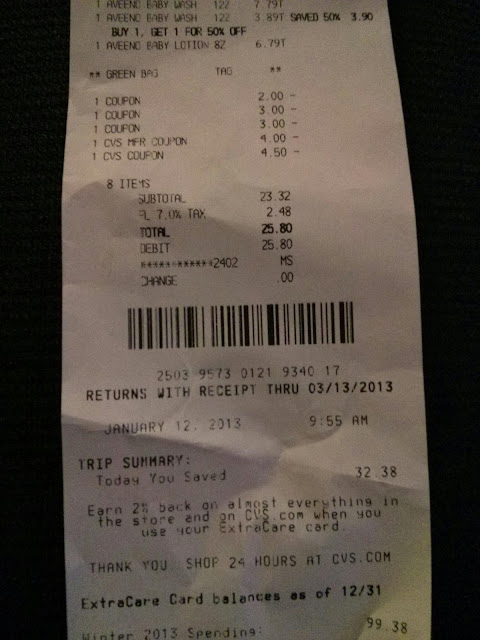 1 AVEENO BABY WASH 122 7.79T
1 AVEENO BABY WASH 122 3.89T SAVED 50% 3.90
BUY 1, GET 1 FOR 50% OFF
1 AVEENO BABY LOTION 8Z 6.79T
** GREEN BAG TAG **
1 COUPON 2.00 -
1 COUPON 3.00 -
1 COUPON 3.00 -
1 CVS MFR COUPON 4.00 -
1 CVS COUPON 4.50 -
8 ITEMS
SUBTOTAL 23.32
FL 7.0% TAX 2.48
TOTAL 25.80
DEBIT 25.80
************2402 MS
CHANGE .00
2503 9573 0121 9340 17
RETURNS WITH RECEIPT THRU 03/13/2013
JANUARY 12, 2013 9:55 AM
TRIP SUMMARY:
Today You Saved 32.38
Earn 2% back on almost everything in
the store and on CVS.com when you
use your ExtraCare card.
THANK YOU. SHOP 24 HOURS AT CVS.COM
ExtraCare Card balances as of 12/31
Winter 2013 Spending: 99.38